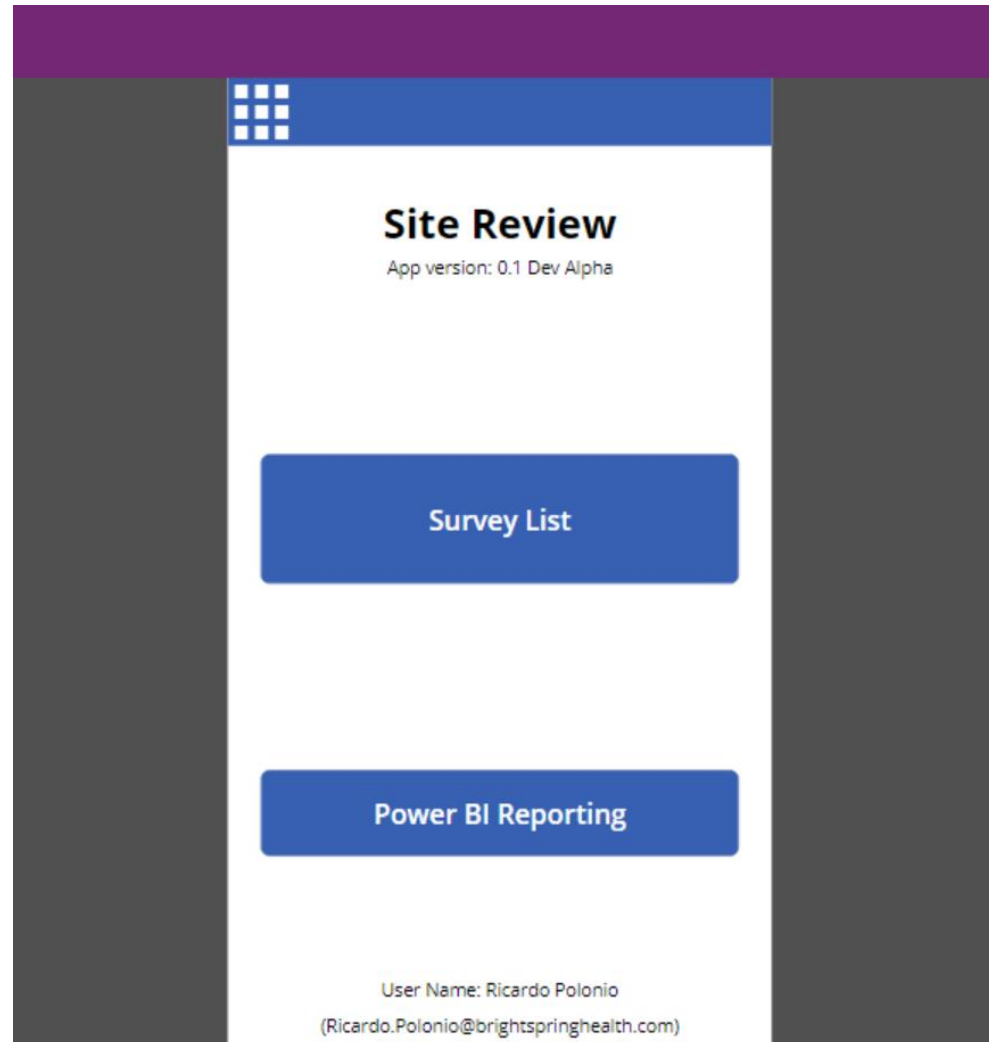 Site Review
App version: 0.1 Dev Alpha
Survey List
Power BI Reporting
User Name: Ricardo Polonio
(Ricardo.Polonio@brightspringhealth.com)